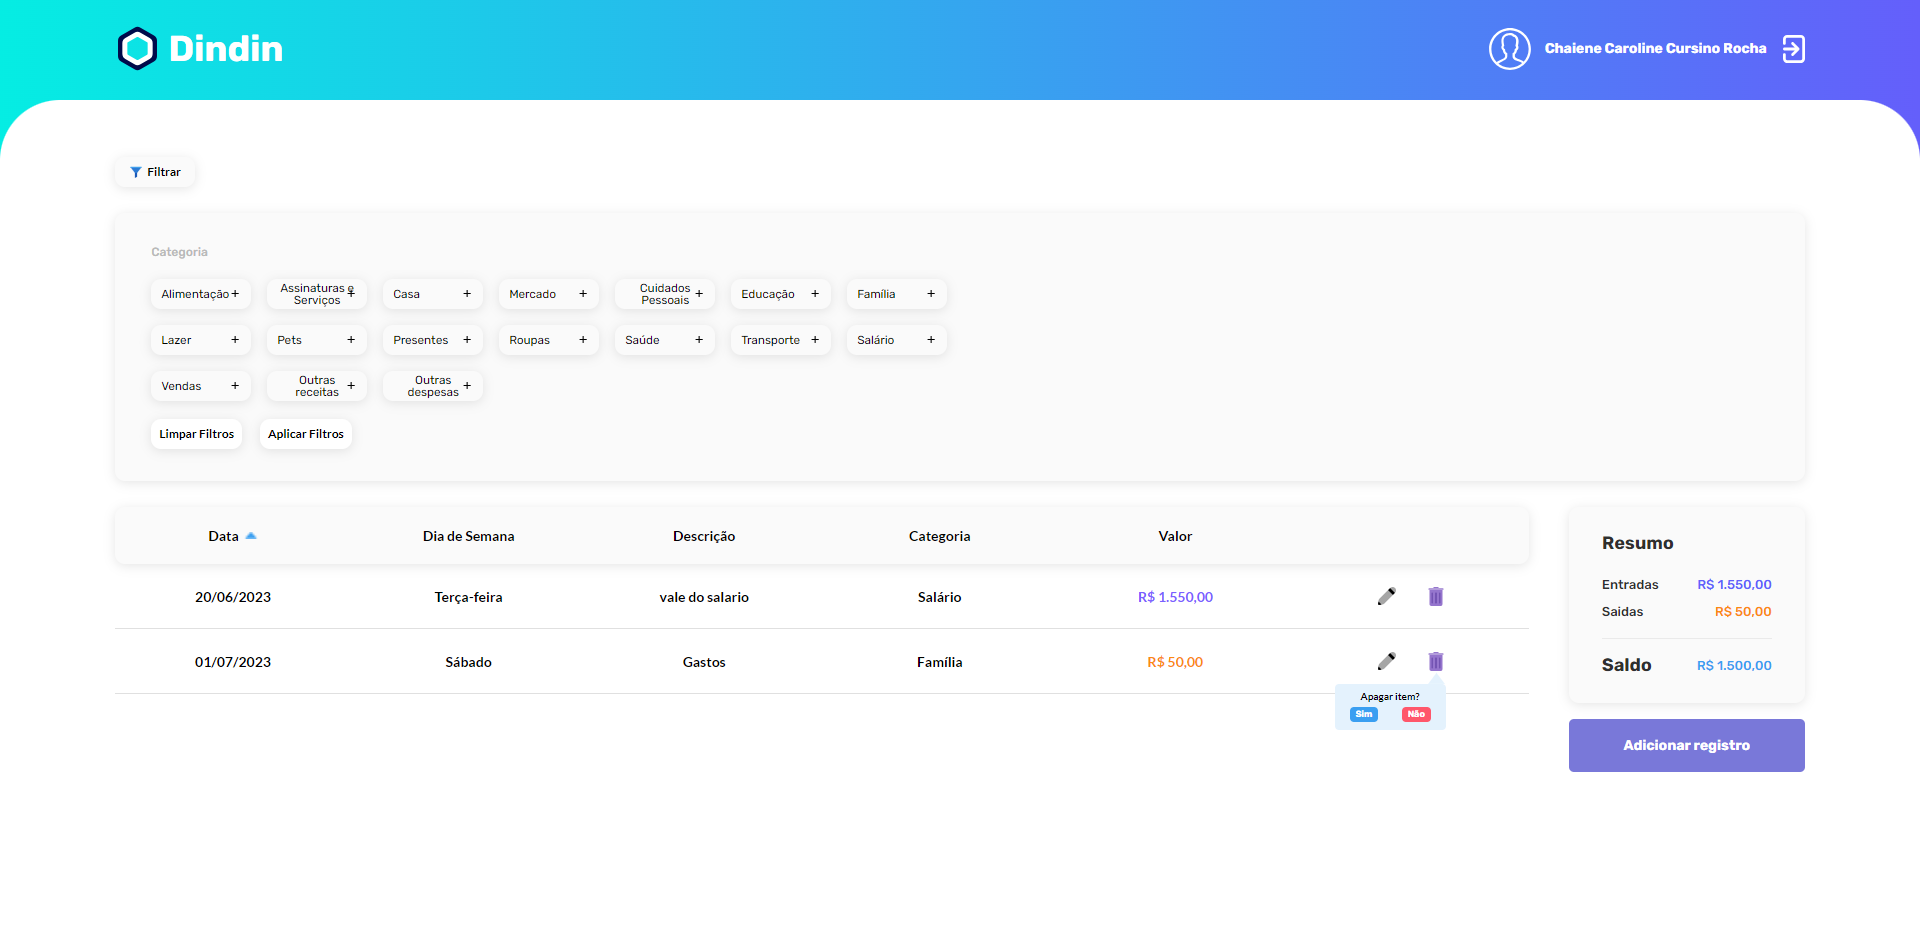 Dindin
Chaiene Caroline Cursino Rocha
Filtrar
Categoria
Alimentação +
Assinaturas e Serviços +
Casa +
Mercado +
Cuidados Pessoais +
Educação +
Família +
Lazer +
Pets +
Presentes +
Roupas +
Saúde +
Transporte +
Salário +
Vendas +
Outras receitas +
Outras despesas +
Limpar Filtros
Aplicar Filtros
Data Dia de Semana Descrição Categoria Valor
20/06/2023 Terça-feira vale do salario Salário R$ 1.550,00
01/07/2023 Sábado Gastos Família R$ 50,00
Apagar item?
Sim Não
Resumo
Entradas R$ 1.550,00
Saidas R$ 50,00
Saldo R$ 1.500,00
Adicionar registro